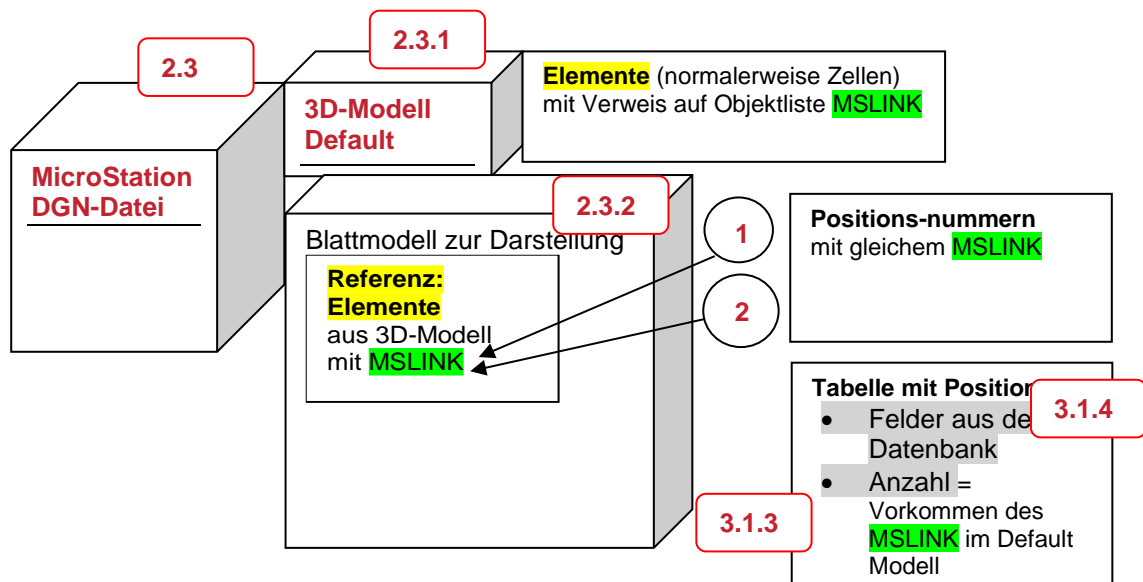 2.3
2.3.1
MicroStation
DGN-Datei
3D-Modell
Default
Elemente (normalerweise Zellen)
mit Verweis auf Objektliste MSLINK
2.3.2
Blattmodell zur Darstellung
Referenz:
Elemente
aus 3D-Modell
mit MSLINK
1
2
Positions-nummern
mit gleichem MSLINK
3.1.3
3.1.4
Tabelle mit Position
• Felder aus de
Datenbank
• Anzahl =
Vorkommen des
MSLINK im Default
Modell